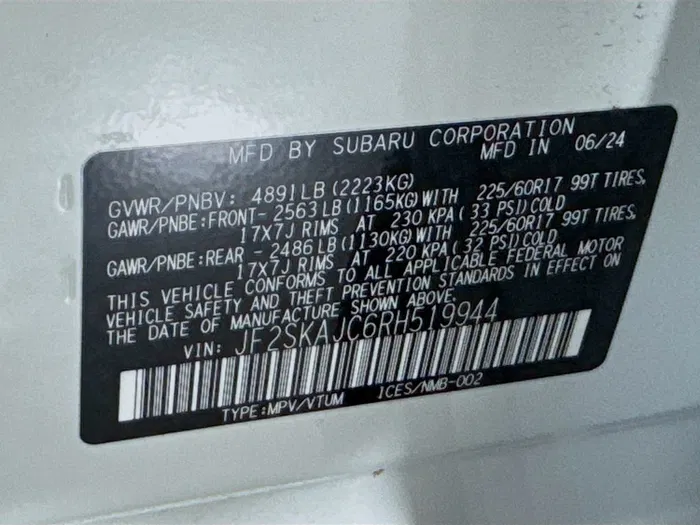 MFD BY SUBARU CORPORATION
MFD IN 06/24
GVWR/PNBV: 4891LB (2223KG)
GAWR/PNBE:FRONT- 2563LB(1165KG)WITH 225/60R17 99T TIRES,
17X7J RIMS AT 230 KPA( 33 PSI)COLD
GAWR/PNBE:REAR - 2486LB(1130KG) WITH 225/60R17 99T TIRES,
17X7J RIMS AT 220 KPA( 32 PSI)COLD.
THIS VEHICLE CONFORMS TO ALL APPLICABLE FEDERAL MOTOR
VEHICLE SAFETY AND THEFT PREVENTION STANDARDS IN EFFECT ON
THE DATE OF MANUFACTURE SHOWN ABOVE.
VIN: JF2SKAJC6RH519944
TYPE:MPV/VTUM ICES/NMB-002